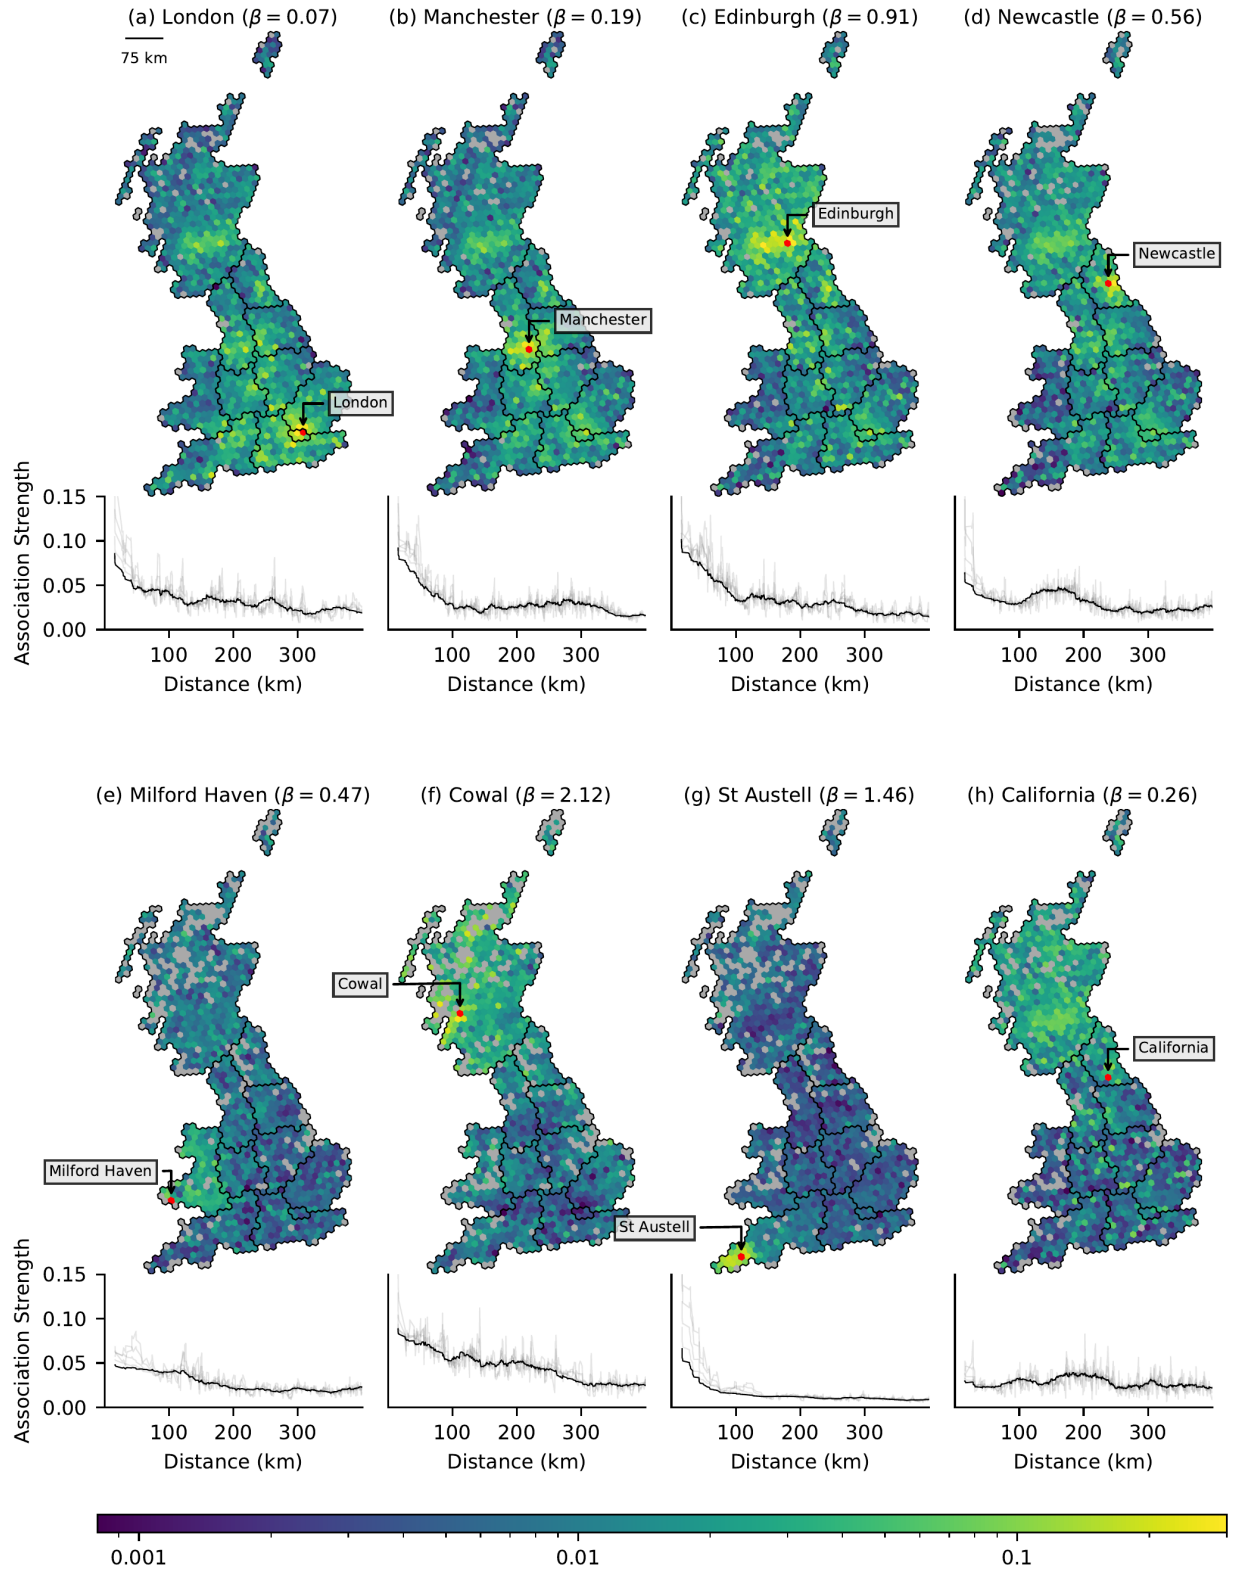 (a) London (β = 0.07)
(b) Manchester (β = 0.19)
(c) Edinburgh (β = 0.91)
(d) Newcastle (β = 0.56)
75 km
Edinburgh
Newcastle
Manchester
London
Association Strength
0.15
0.10
0.05
0.00
100 200 300
100 200 300
100 200 300
100 200 300
Distance (km)
Distance (km)
Distance (km)
Distance (km)
(e) Milford Haven (β = 0.47)
(f) Cowal (β = 2.12)
(g) St Austell (β = 1.46)
(h) California (β = 0.26)
Cowal
California
Milford Haven
St Austell
Association Strength
0.15
0.10
0.05
0.00
100 200 300
100 200 300
100 200 300
100 200 300
Distance (km)
Distance (km)
Distance (km)
Distance (km)
0.001 0.01 0.1